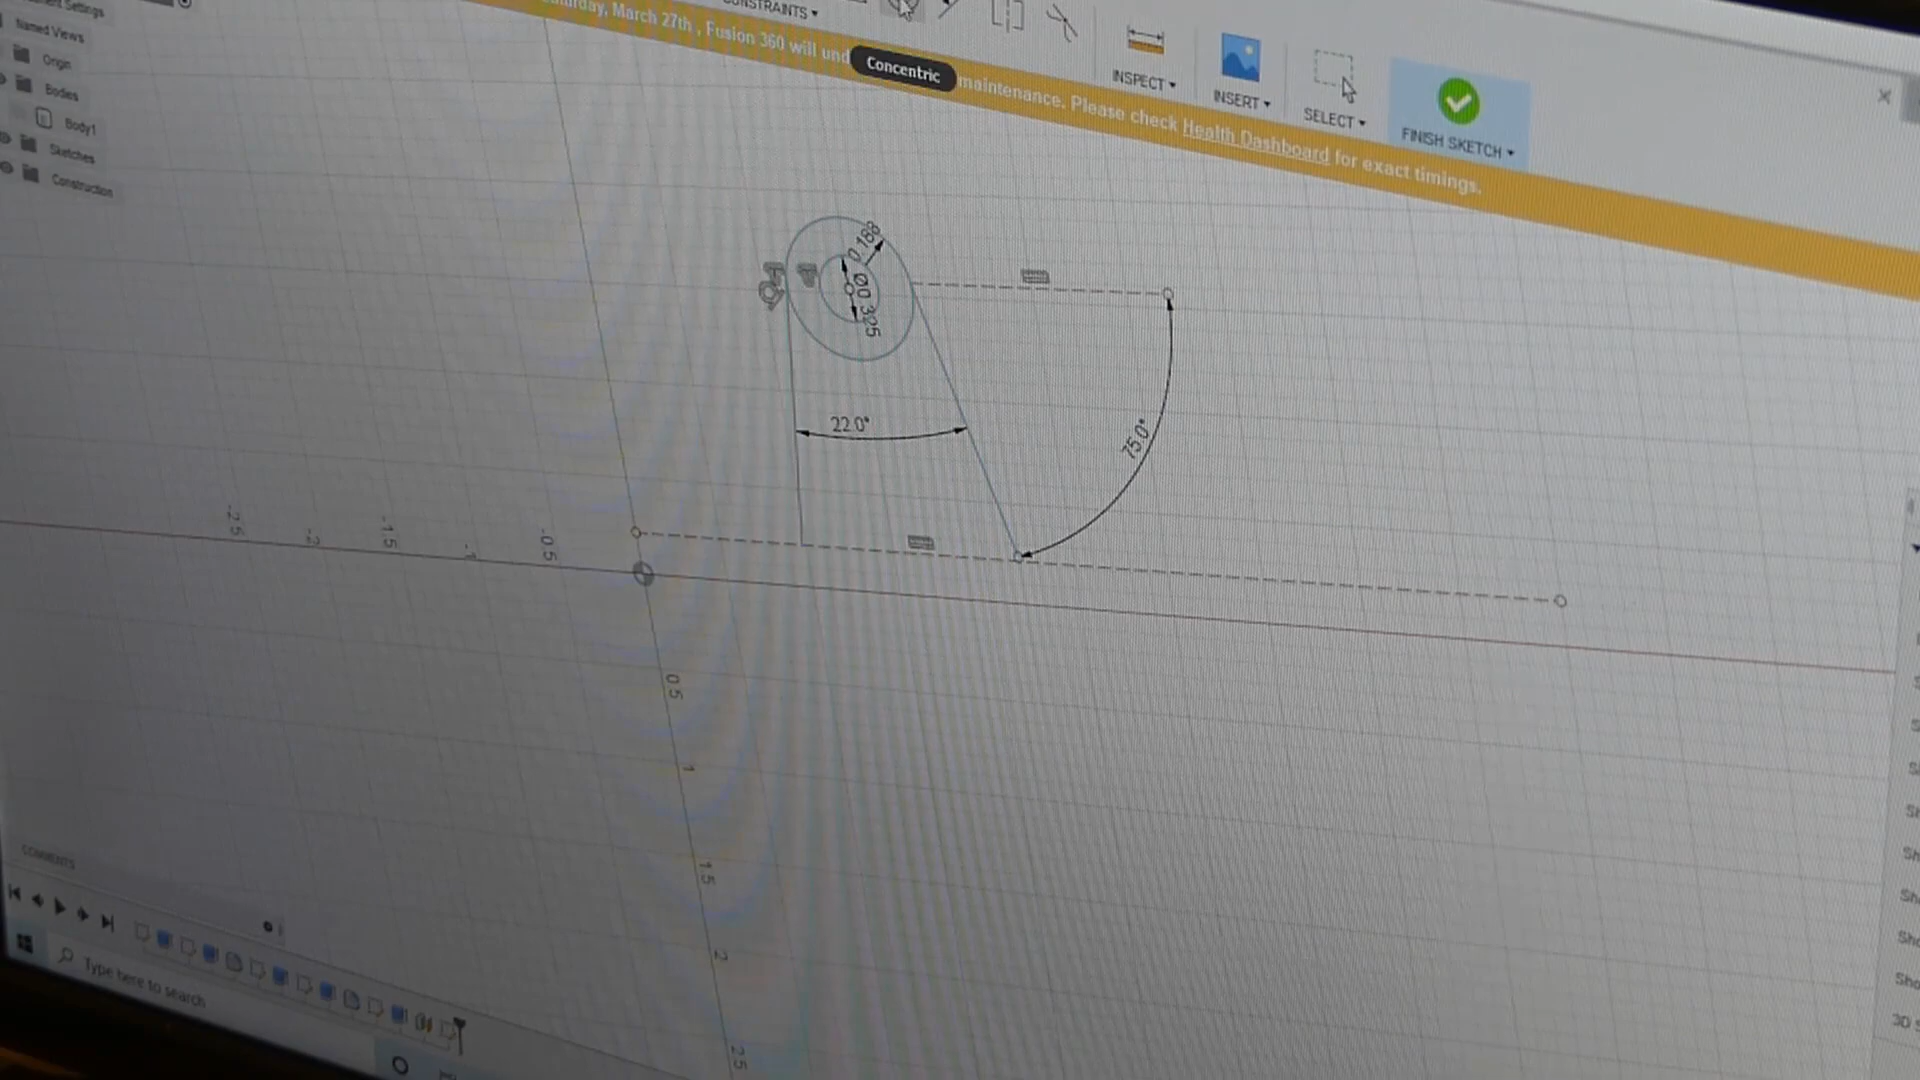 Settings
Named Views
Origin
Bodies
Body1
Sketches
Construction
CONSTRAINTS
INSPECT
INSERT
SELECT
FINISH SKETCH
March 27th, Fusion 360 will
Concentric
maintenance. Please check Health Dashboard for exact timings.
0.188
Ø0.325
22.0°
75.0°
-2.5
-2
-1.5
-1
-0.5
0.5
1
1.5
2
2.5
COMMENTS
Type here to search